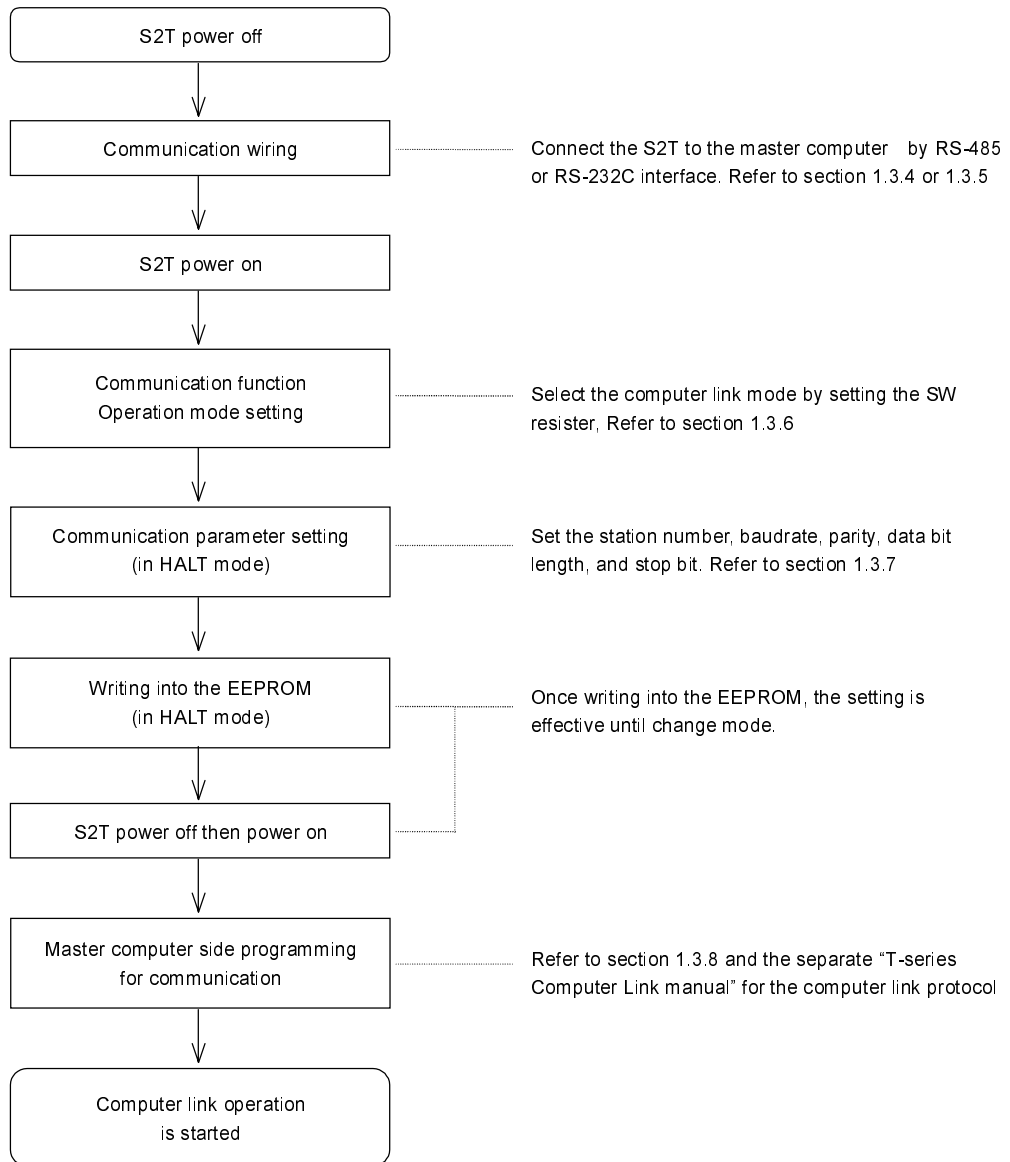 S2T power off
Communication wiring
Connect the S2T to the master computer by RS-485
or RS-232C interface. Refer to section 1.3.4 or 1.3.5
S2T power on
Communication function
Operation mode setting
Select the computer link mode by setting the SW
resister, Refer to section 1.3.6
Communication parameter setting
(in HALT mode)
Set the station number, baudrate, parity, data bit
length, and stop bit. Refer to section 1.3.7
Writing into the EEPROM
(in HALT mode)
Once writing into the EEPROM, the setting is
effective until change mode.
S2T power off then power on
Master computer side programming
for communication
Refer to section 1.3.8 and the separate “T-series
Computer Link manual” for the computer link protocol
Computer link operation
is started